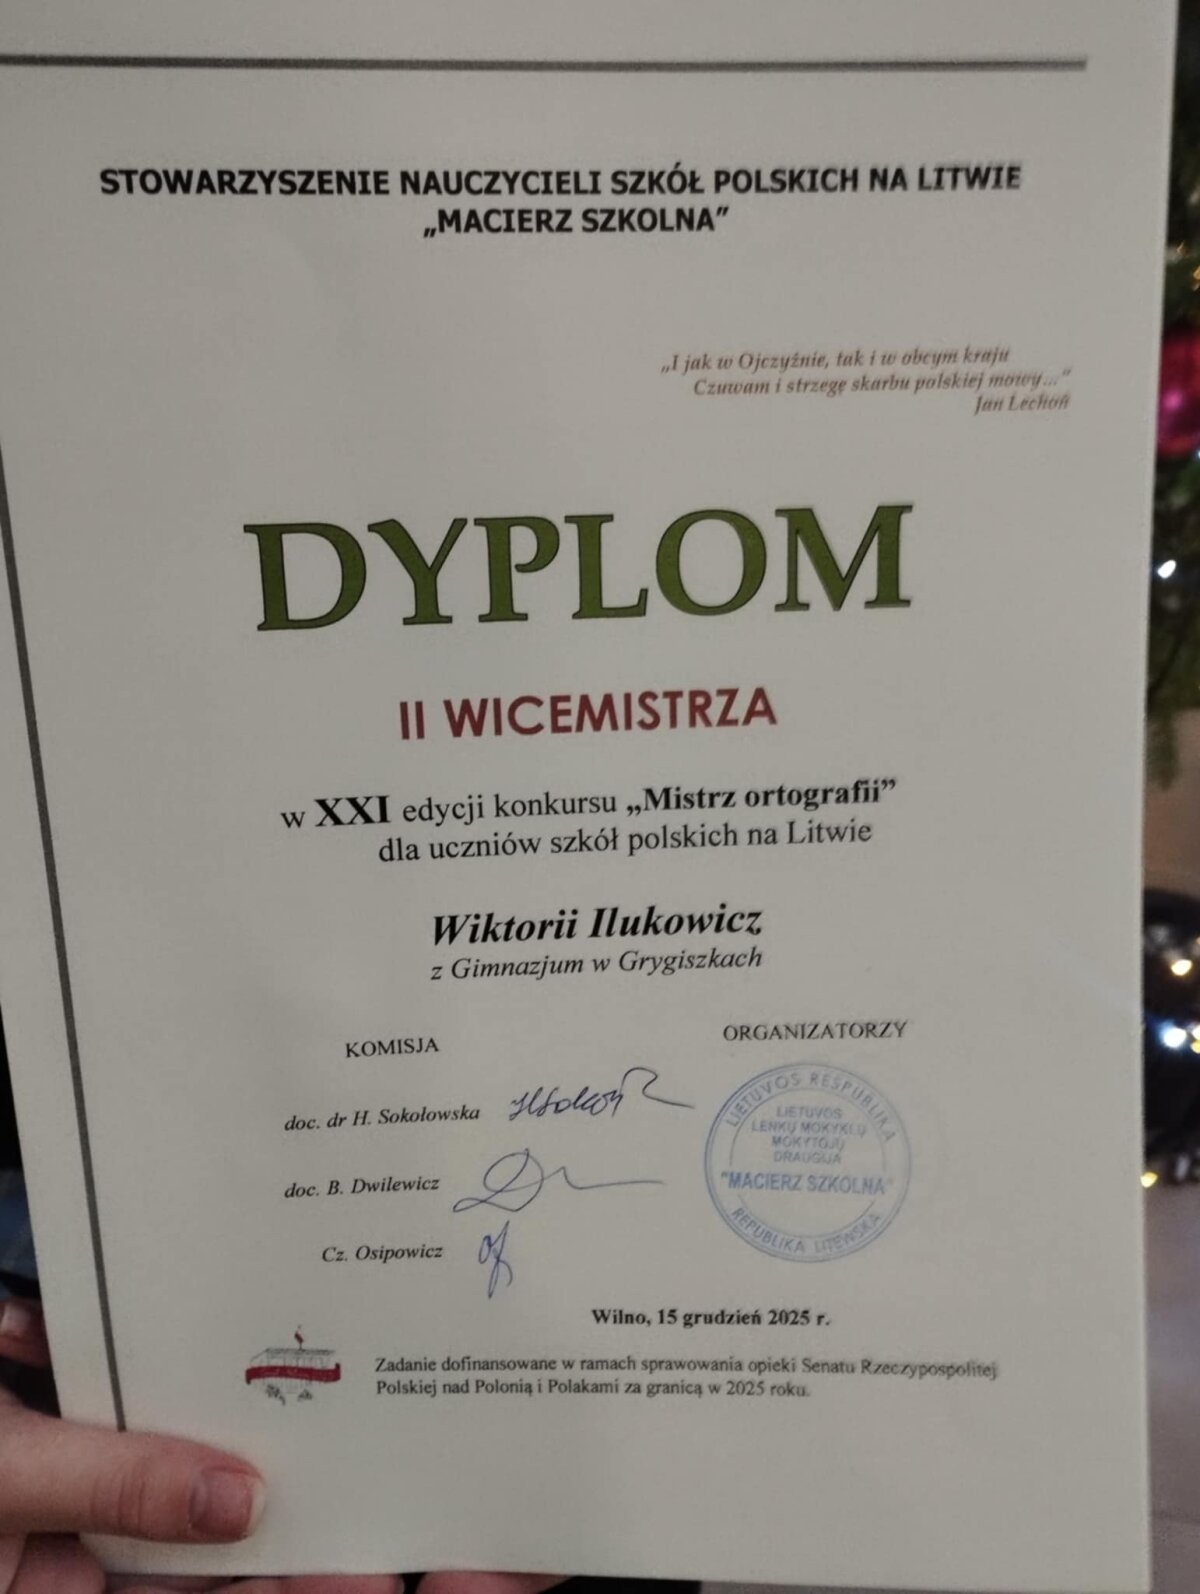 STOWARZYSZENIE NAUCZYCIELI SZKÓŁ POLSKICH NA LITWIE
„MACIERZ SZKOLNA”
„I jak w Ojczyźnie, tak i w obcym kraju
Czuwam i strzegę skarbu polskiej mowy...”
Jan Lechoń
DYPLOM
II WICEMISTRZA
w XXI edycji konkursu „Mistrz ortografii”
dla uczniów szkół polskich na Litwie
Wiktorii Ilukowicz
z Gimnazjum w Grygiszkach
KOMISJA
ORGANIZATORZY
doc. dr H. Sokołowska
doc. B. Dwilewicz
Cz. Osipowicz
LIETUVOS RESPUBLIKA
LIETUVOS
LENKŲ MOKYKLŲ
MOKYTOJŲ
DRAUGIJA
"MACIERZ SZKOLNA"
REPUBLIKA LITEWSKA
Wilno, 15 grudzień 2025 r.
Zadanie dofinansowane w ramach sprawowania opieki Senatu Rzeczypospolitej
Polskiej nad Polonią i Polakami za granicą w 2025 roku.